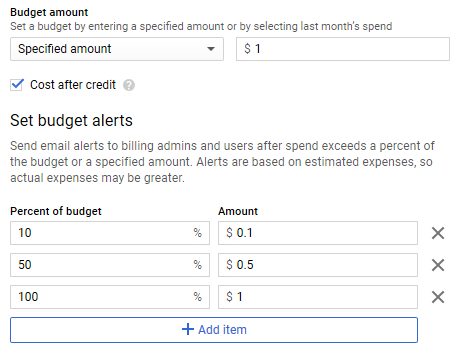 Budget amount
Set a budget by entering a specified amount or by selecting last month's spend
Specified amount $ 1
Cost after credit ?
Set budget alerts
Send email alerts to billing admins and users after spend exceeds a percent of
the budget or a specified amount. Alerts are based on estimated expenses, so
actual expenses may be greater.
Percent of budget Amount
10 % $ 0.1
50 % $ 0.5
100 % $ 1
+ Add item